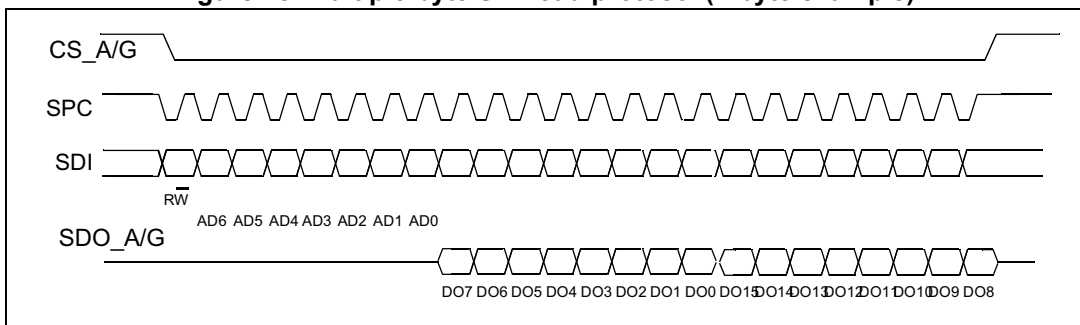 CS_A/G
SPC
SDI
RW
AD6 AD5 AD4 AD3 AD2 AD1 AD0
SDO_A/G
DO7 DO6 DO5 DO4 DO3 DO2 DO1 DO0 DO15 DO14 DO13 DO12 DO11 DO10 DO9 DO8